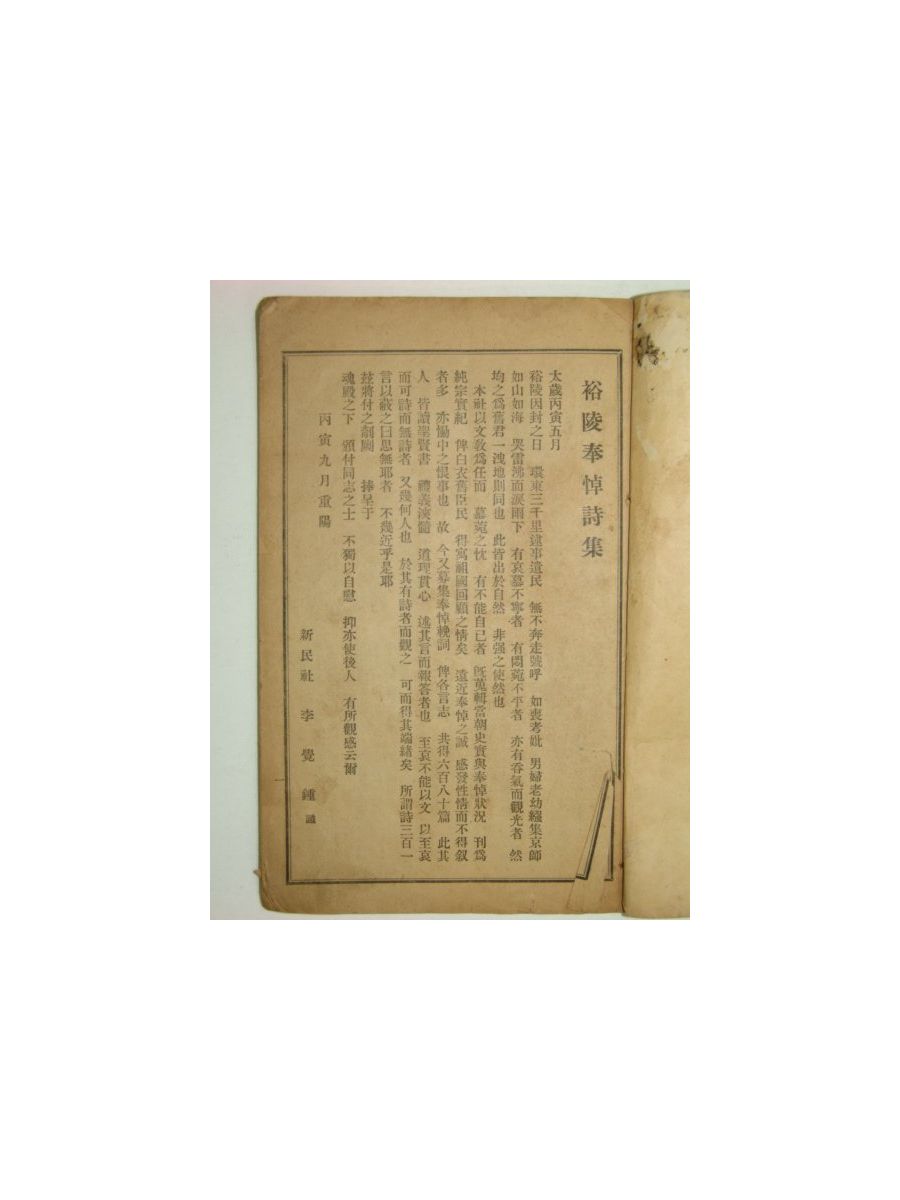 裕陵奉悼詩集
太歲丙寅五月
裕陵因封之日 環東三千里逮事遺民 無不奔走號呼 如喪考妣 男婦老幼繈集京師
如山如海 哭雷沸而淚雨下 有哀慕不寧者 有悶菀不平者 亦有吞氣而觀光者 然
均之爲舊君一洩地則同也 此皆出於自然 非强之使然也
本社以文敎爲任而 慕菀之忱 有不能自已者 旣蒐輯當朝史實與奉悼狀况 刊爲
純宗實紀 俾白衣舊臣民 得寓祖國回顧之情矣 遠近奉悼之誠 感發性情而不得叙
者多 亦慟中之恨事也 故 今又募集奉悼輓詞 俾各言志 共得六百八十篇 此其
人 皆讀聖賢書 禮義浹髓 道理貫心 述其言而報答者也 至哀不能以文 以至哀
而可詩而無詩者 又幾何人也 於其有詩者而觀之 可而得其端緖矣 所謂詩三百一
言以蔽之曰思無耶者 不幾近乎是耶
玆將付之剞劂 捧呈于
魂殿之下 頒付同志之士 不獨以自慰 抑亦使後人 有所觀感云爾
丙寅九月重陽
新民社 李覺鍾 識